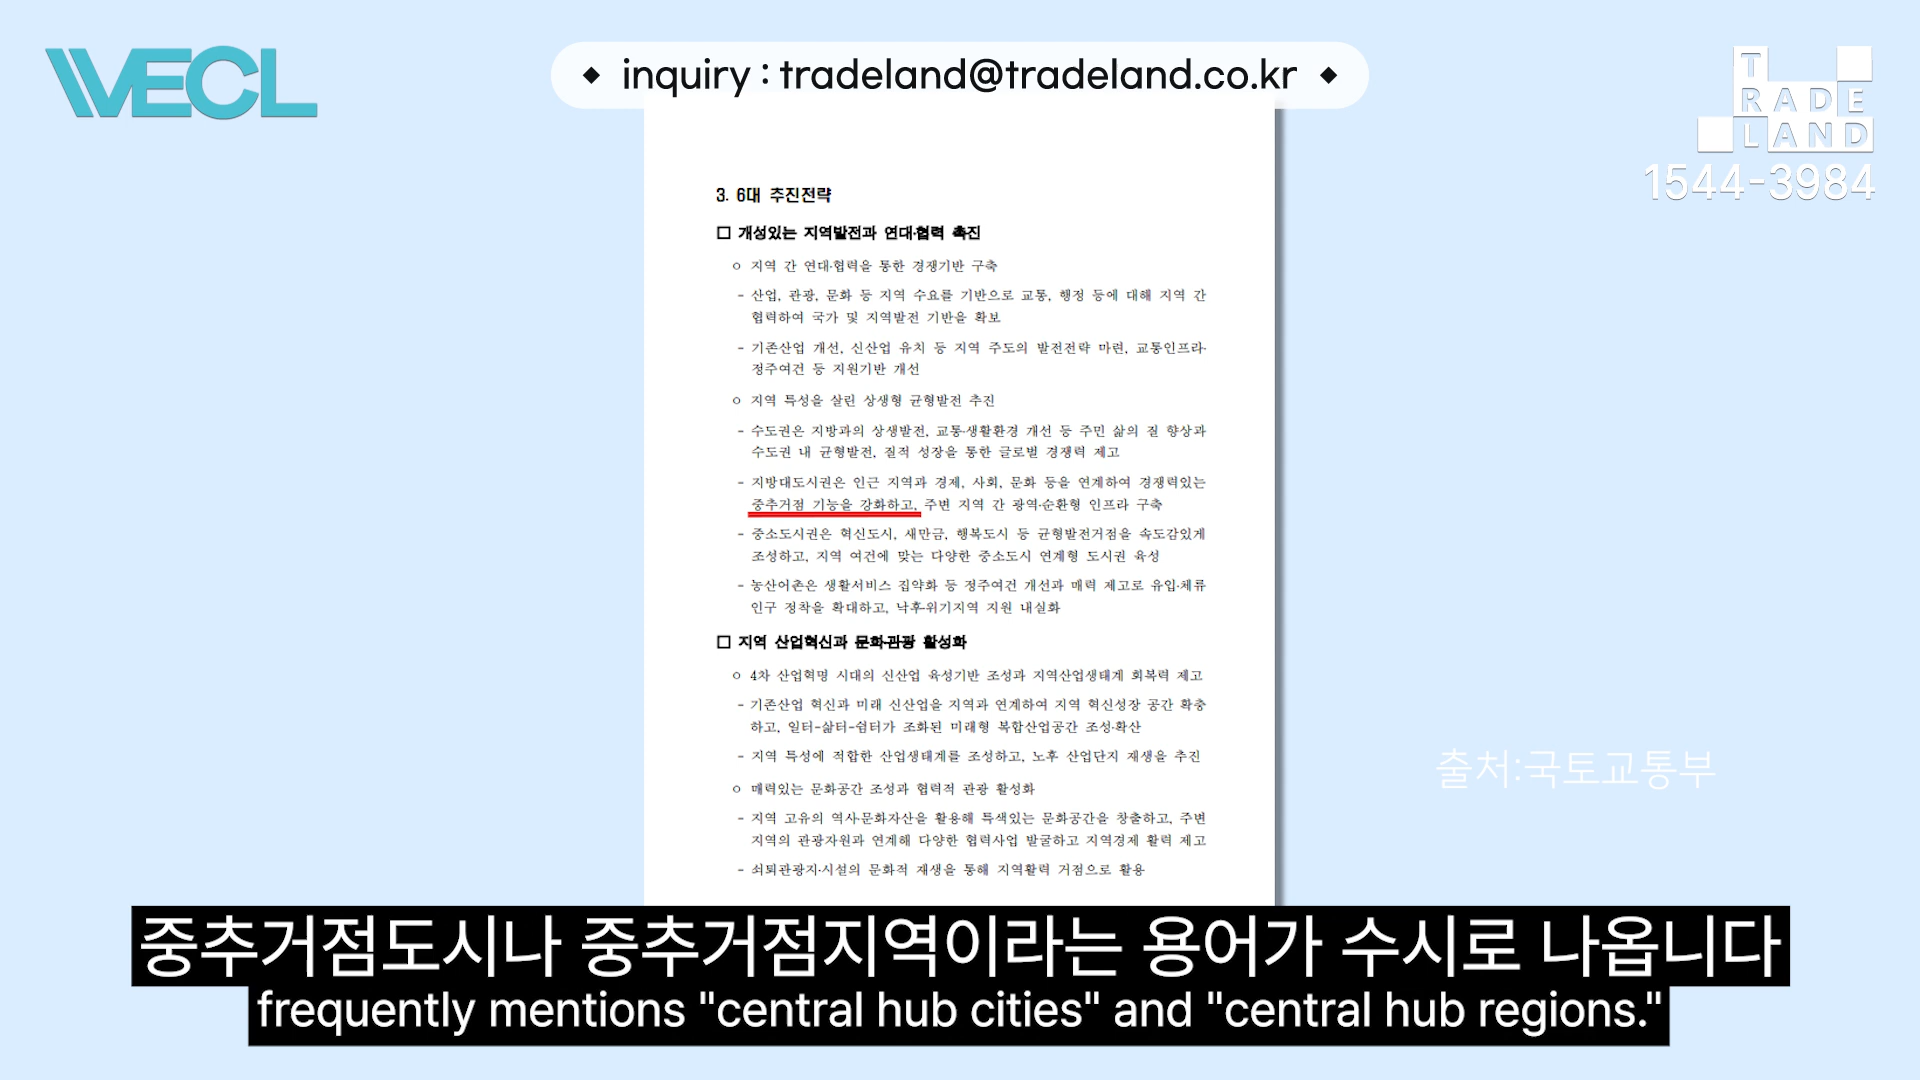 WECL
◆ inquiry : tradeland@tradeland.co.kr ◆
T
RADE
LAND
1544-3984
3. 6대 추진전략
□ 개성있는 지역발전과 연대·협력 촉진
○ 지역 간 연대·협력을 통한 경쟁기반 구축
- 산업, 관광, 문화 등 지역 수요를 기반으로 교통, 행정 등에 대해 지역 간
협력하여 국가 및 지역발전 기반을 확보
- 기존산업 개선, 신산업 유치 등 지역 주도의 발전전략 마련, 교통인프라·
정주여건 등 지원기반 개선
○ 지역 특성을 살린 상생형 균형발전 추진
- 수도권은 지방과의 상생발전, 교통·생활환경 개선 등 주민 삶의 질 향상과
수도권 내 균형발전, 질적 성장을 통한 글로벌 경쟁력 제고
- 지방대도시권은 인근 지역과 경제, 사회, 문화 등을 연계하여 경쟁력있는
중추거점 기능을 강화하고, 주변 지역 간 광역·순환형 인프라 구축
- 중소도시권은 혁신도시, 새만금, 행복도시 등 균형발전거점을 속도감있게
조성하고, 지역 여건에 맞는 다양한 중소도시 연계형 도시권 육성
- 농산어촌은 생활서비스 집약화 등 정주여건 개선과 매력 제고로 유입·체류
인구 정착을 확대하고, 낙후·위기지역 지원 내실화
□ 지역 산업혁신과 문화·관광 활성화
○ 4차 산업혁명 시대의 신산업 육성기반 조성과 지역산업생태계 회복력 제고
- 기존산업 혁신과 미래 신산업을 지역과 연계하여 지역 혁신성장 공간 확충
하고, 일터-삶터-쉼터가 조화된 미래형 복합산업공간 조성·확산
- 지역 특성에 적합한 산업생태계를 조성하고, 노후 산업단지 재생을 추진
○ 매력있는 문화공간 조성과 협력적 관광 활성화
- 지역 고유의 역사·문화자산을 활용해 특색있는 문화공간을 창출하고, 주변
지역의 관광자원과 연계해 다양한 협력사업 발굴하고 지역경제 활력 제고
- 쇠퇴관광지·시설의 문화적 재생을 통해 지역활력 거점으로 활용
출처:국토교통부
중추거점도시나 중추거점지역이라는 용어가 수시로 나옵니다
frequently mentions "central hub cities" and "central hub regions."